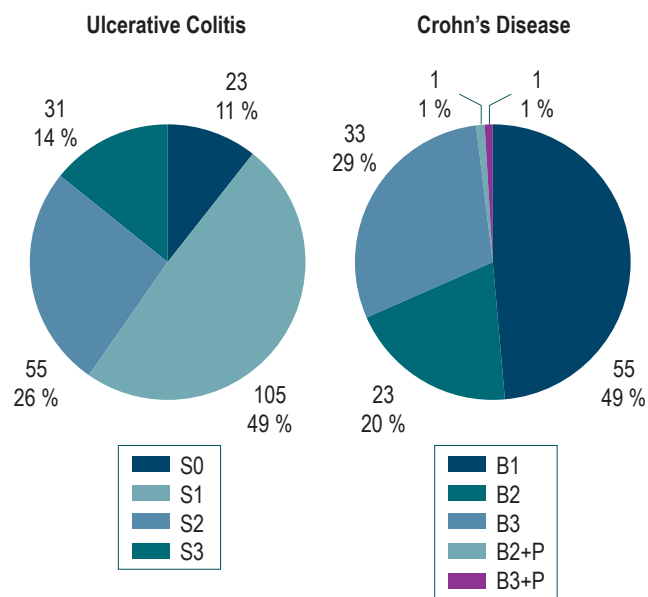 Ulcerative Colitis
23
11 %
31
14 %
55
26 %
105
49 %
S0
S1
S2
S3
Crohn’s Disease
1
1 %
1
1 %
33
29 %
23
20 %
55
49 %
B1
B2
B3
B2+P
B3+P